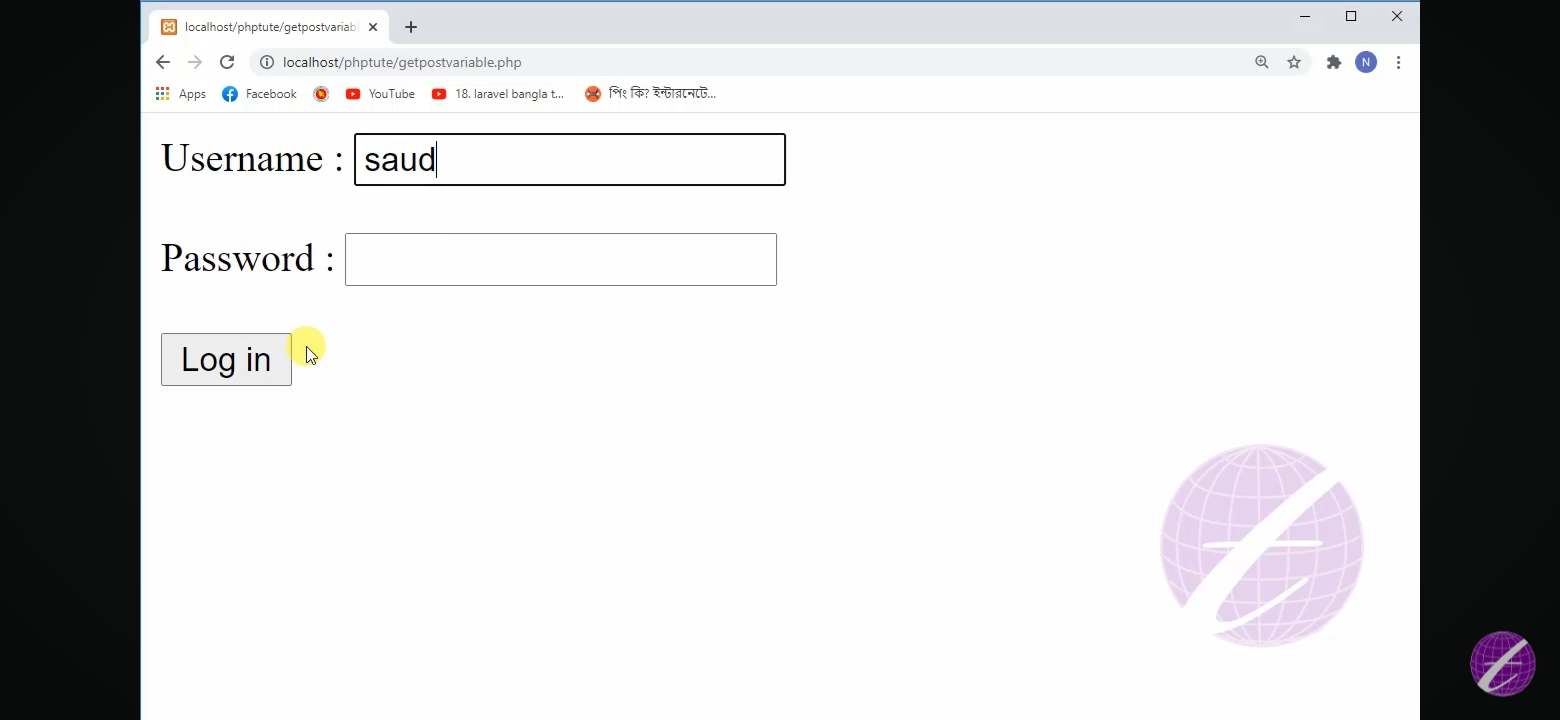 localhost/phptute/getpostvariab
localhost/phptute/getpostvariable.php
N
Apps Facebook YouTube 18. laravel bangla t... পিং কি? ইন্টারনেটে...
Username : saud
Password :
Log in